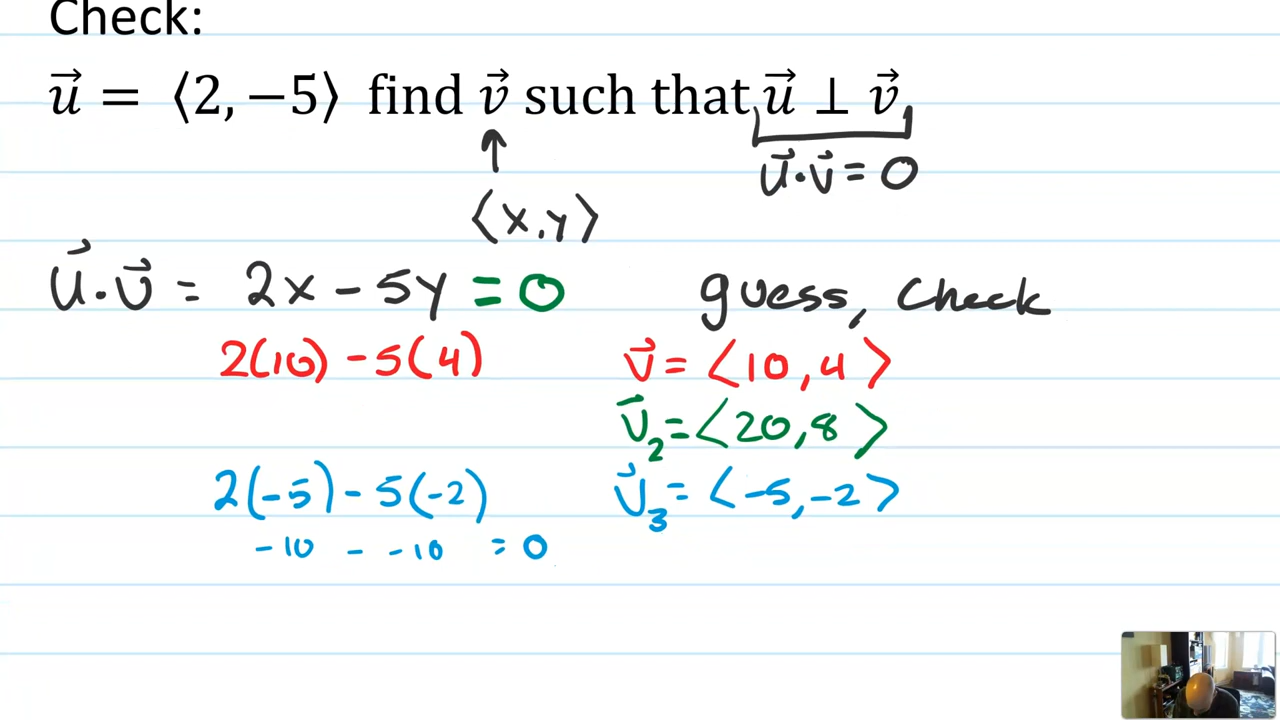 Check:
u⃗ = ⟨2, −5⟩ find v⃗ such that u⃗ ⊥ v⃗
u⃗·v⃗ = 0
⟨x,y⟩
u⃗·v⃗ = 2x − 5y = 0 guess, check
2(10) − 5(4) v⃗ = ⟨10,4⟩
v⃗₂ = ⟨20,8⟩
2(−5) − 5(−2) v⃗₃ = ⟨−5,−2⟩
−10 − −10 = 0